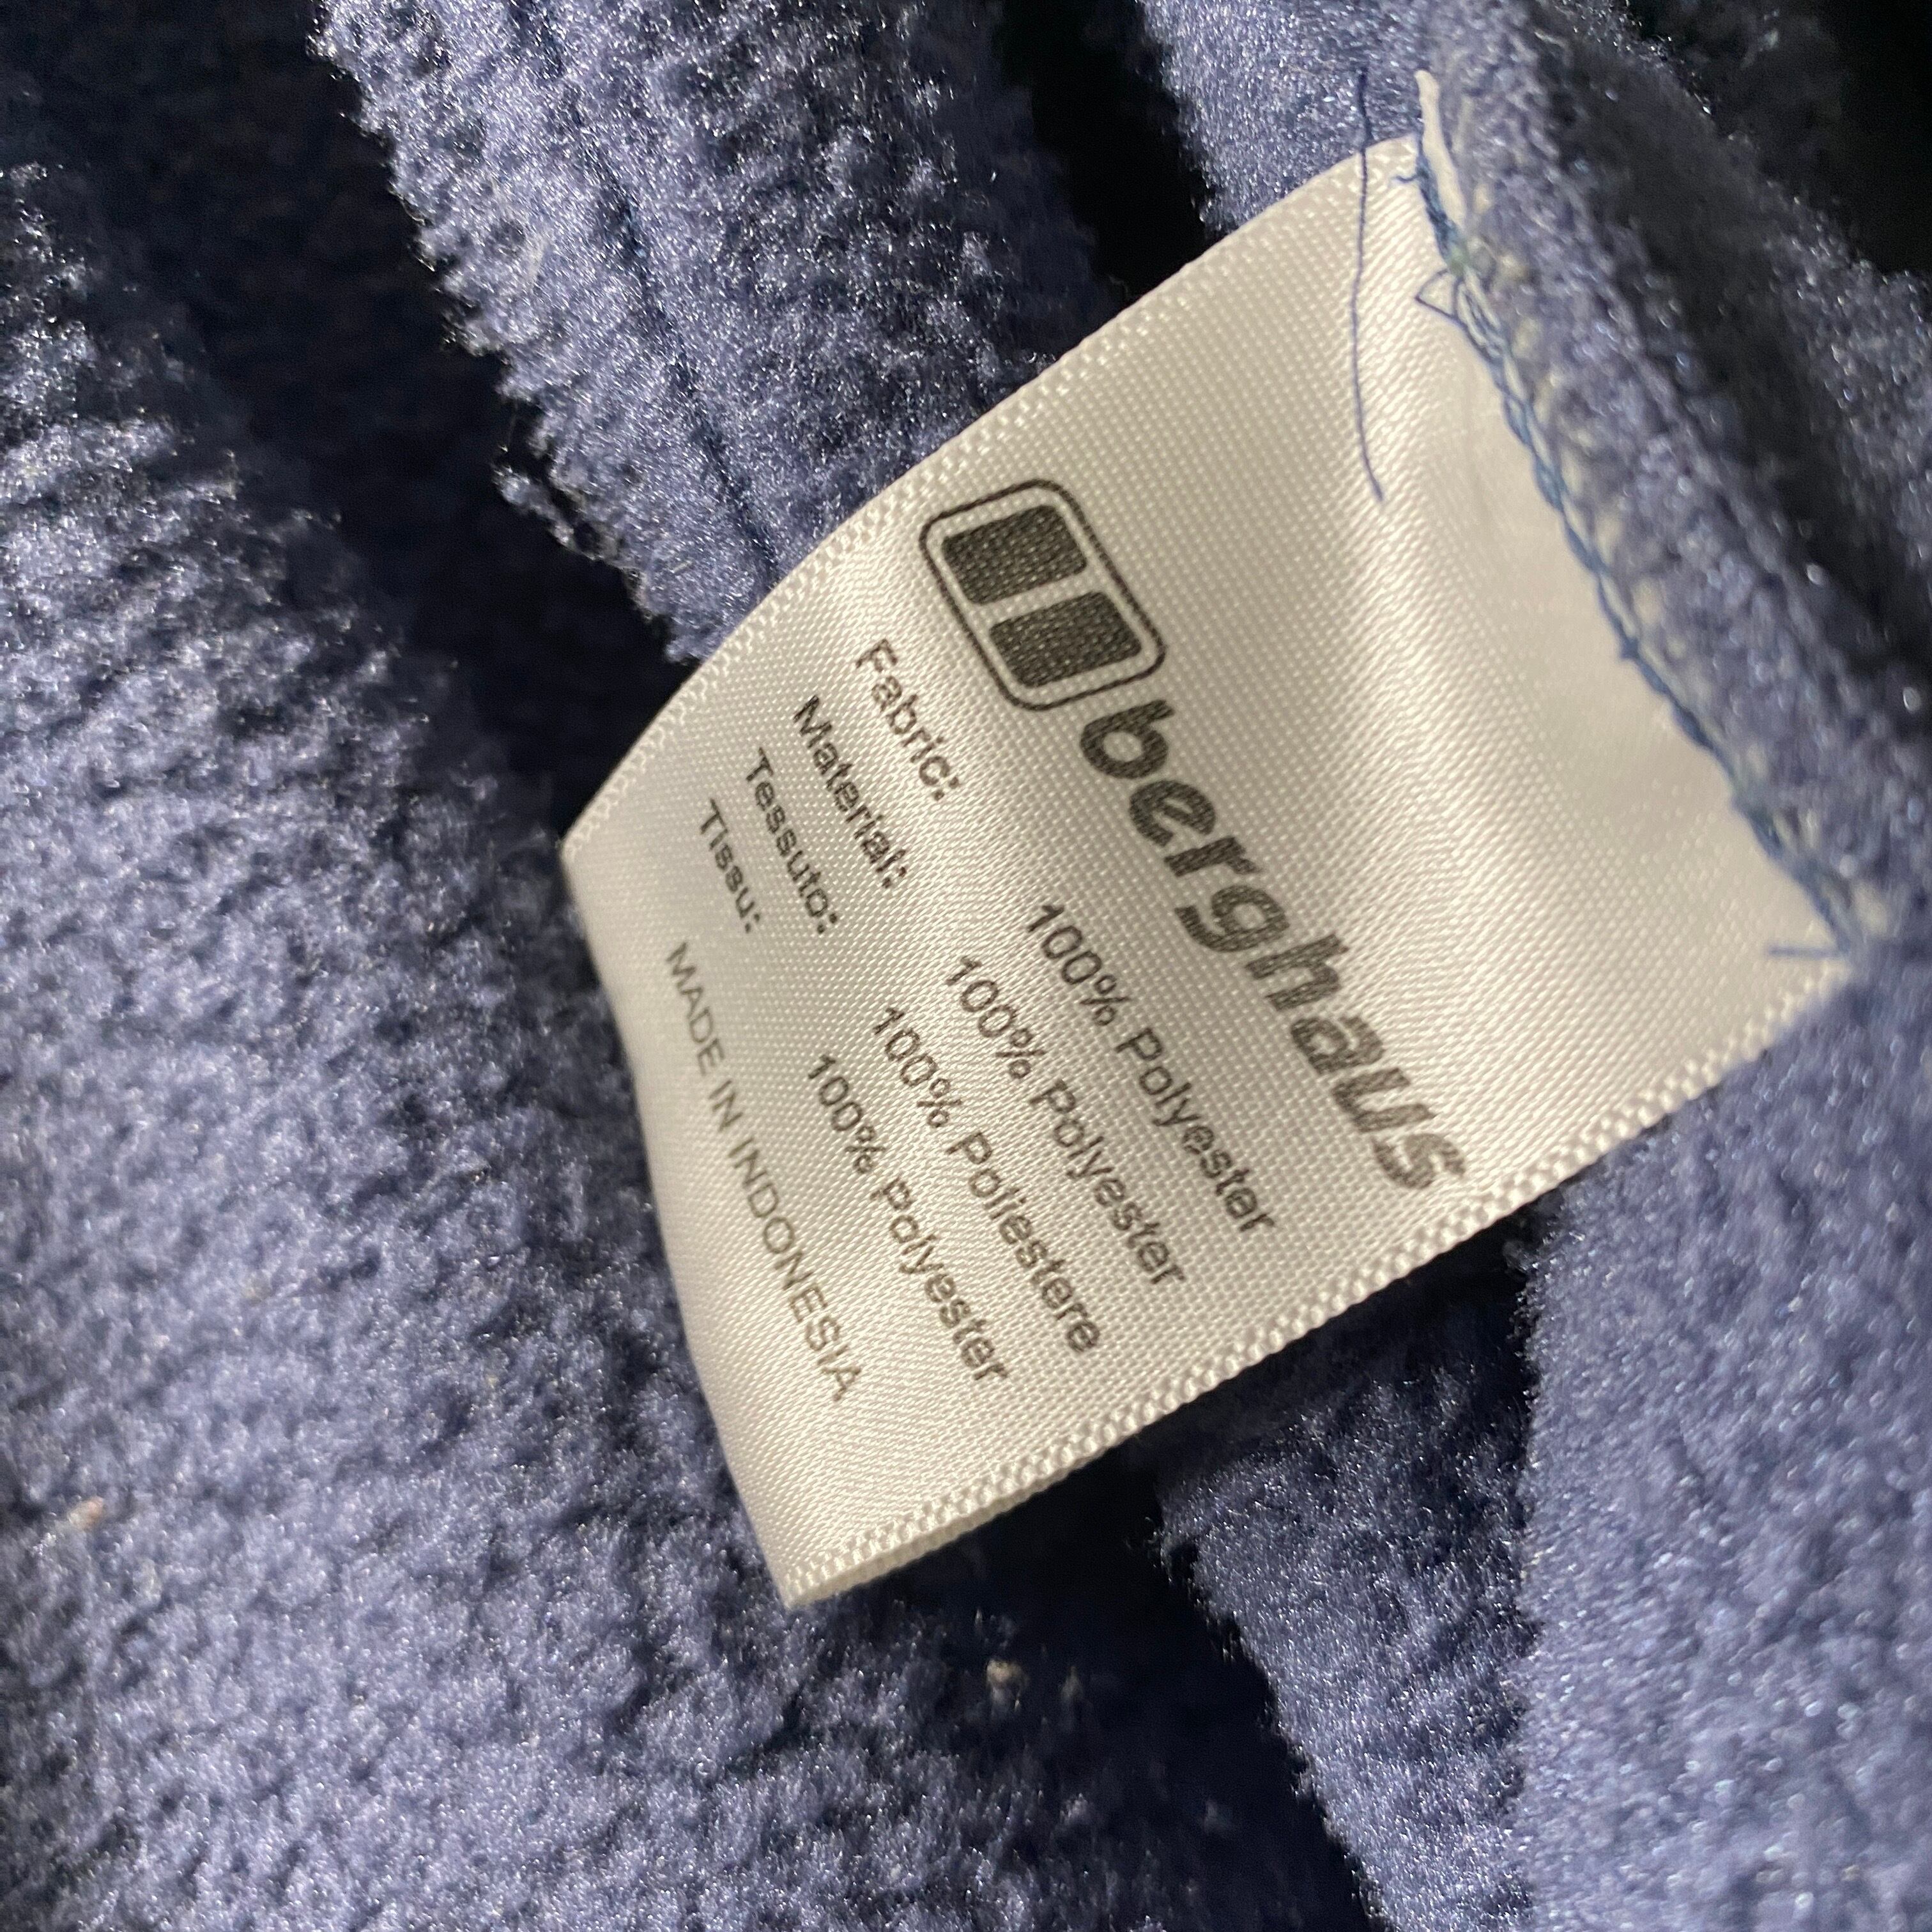 berghaus
Fabric: 100% Polyester
Material: 100% Polyester
Tessuto: 100% Poliestere
Tissu: 100% Polyester
MADE IN INDONESIA